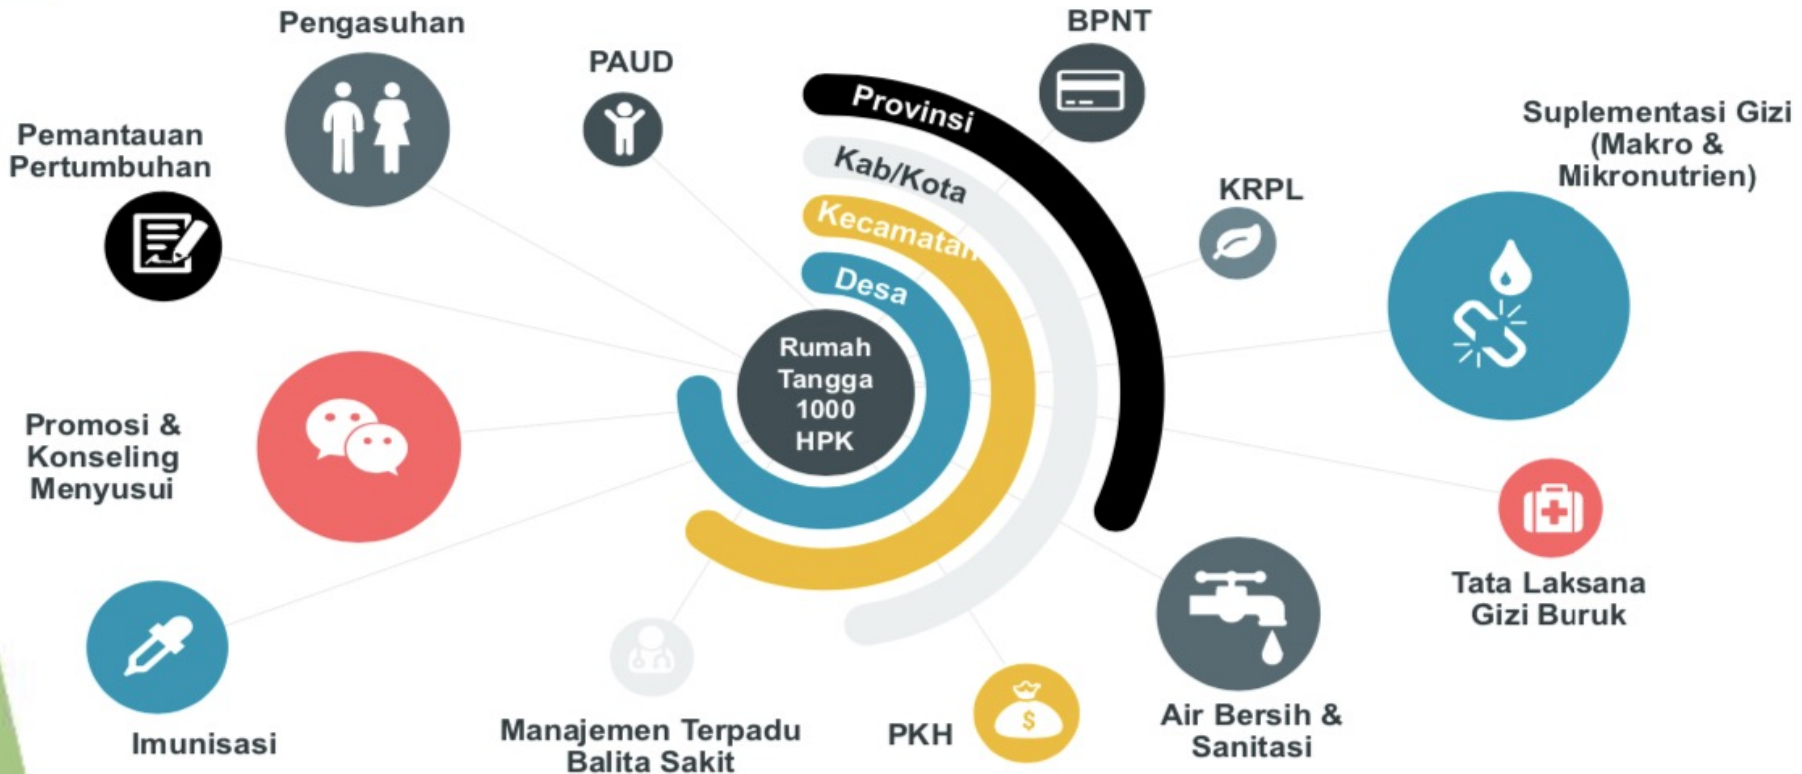 Pengasuhan
PAUD
BPNT
Pemantauan
Pertumbuhan
Provinsi
Kab/Kota
Kecamatan
Desa
Rumah
Tangga
1000
HPK
KRPL
Suplementasi Gizi
(Makro &
Mikronutrien)
Promosi &
Konseling
Menyusui
Tata Laksana
Gizi Buruk
Imunisasi
Manajemen Terpadu
Balita Sakit
PKH
$
Air Bersih &
Sanitasi